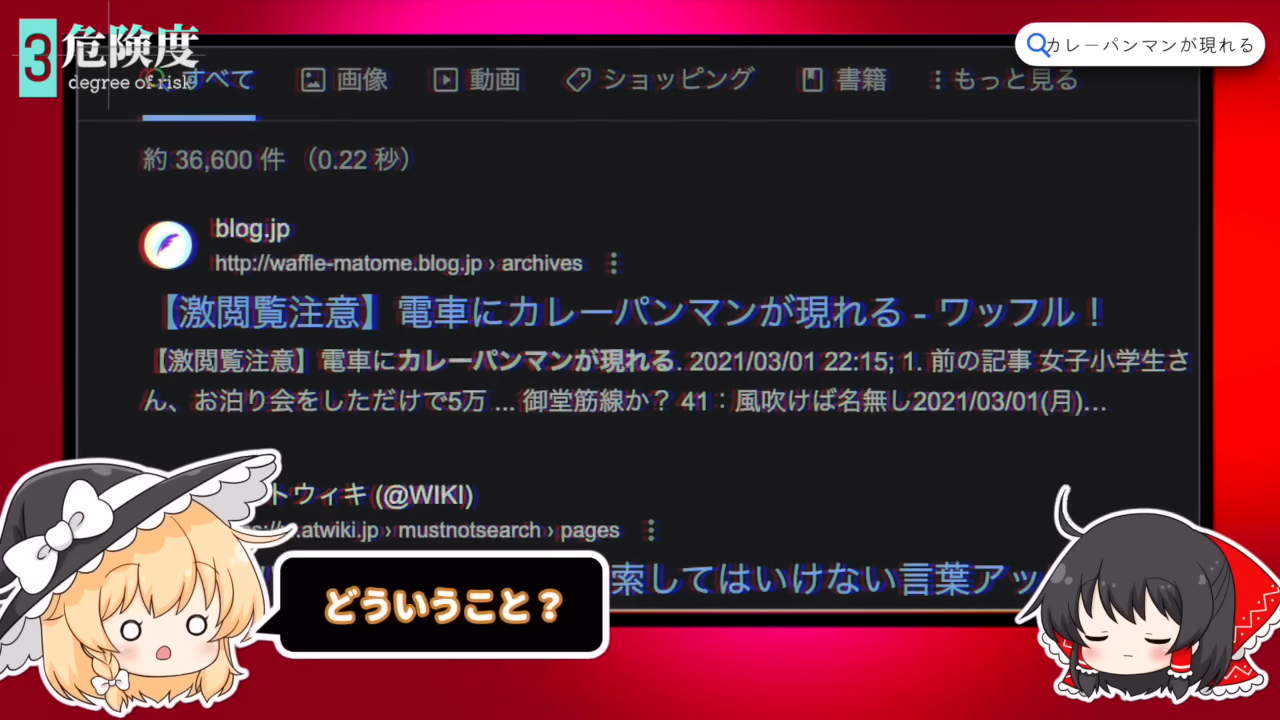 3 危険度
degree of risk
カレーパンマンが現れる
すべて 画像 動画 ショッピング 書籍 もっと見る
約 36,600 件 （0.22 秒）
blog.jp
http://waffle-matome.blog.jp › archives
【激閲覧注意】電車にカレーパンマンが現れる - ワッフル！
【激閲覧注意】電車にカレーパンマンが現れる. 2021/03/01 22:15; 1. 前の記事 女子小学生さ
ん、お泊り会をしただけで5万 ... 御堂筋線か？ 41：風吹けば名無し2021/03/01(月)...
トウィキ (@WIKI)
.atwiki.jp › mustnotsearch › pages
索してはいけない言葉アッ
どういうこと？